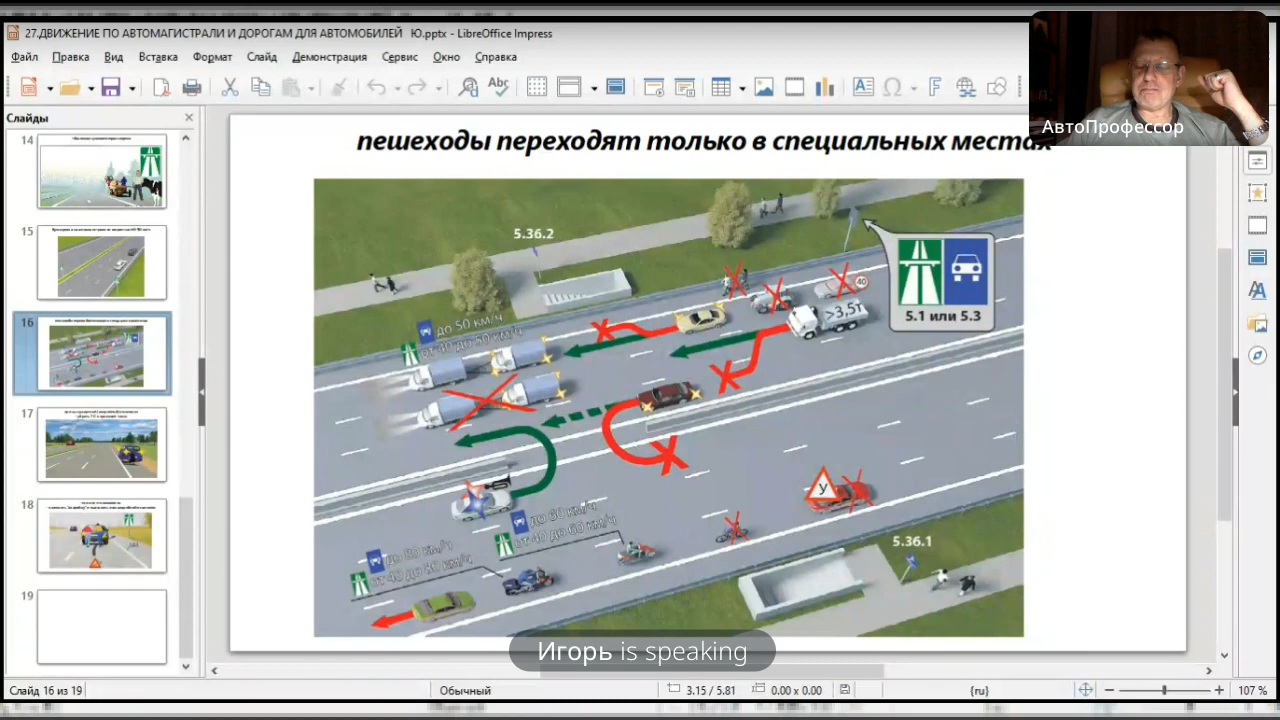 27.ДВИЖЕНИЕ ПО АВТОМАГИСТРАЛИ И ДОРОГАМ ДЛЯ АВТОМОБИЛЕЙ Ю.pptx - LibreOffice Impress
Файл Правка Вид Вставка Формат Слайд Демонстрация Сервис Окно Справка
АвтоПрофессор
Слайды
14
15
16
17
18
19
пешеходы переходят только в специальных местах
5.36.2
5.1 или 5.3
40
>3,5т
до 50 км/ч
от 40 до 50 км/ч
У
до 60 км/ч
от 40 до 60 км/ч
до 80 км/ч
от 40 до 80 км/ч
5.36.1
Игорь is speaking
Слайд 16 из 19
Обычный
3.15 / 5.81
0.00 x 0.00
{ru}
107 %